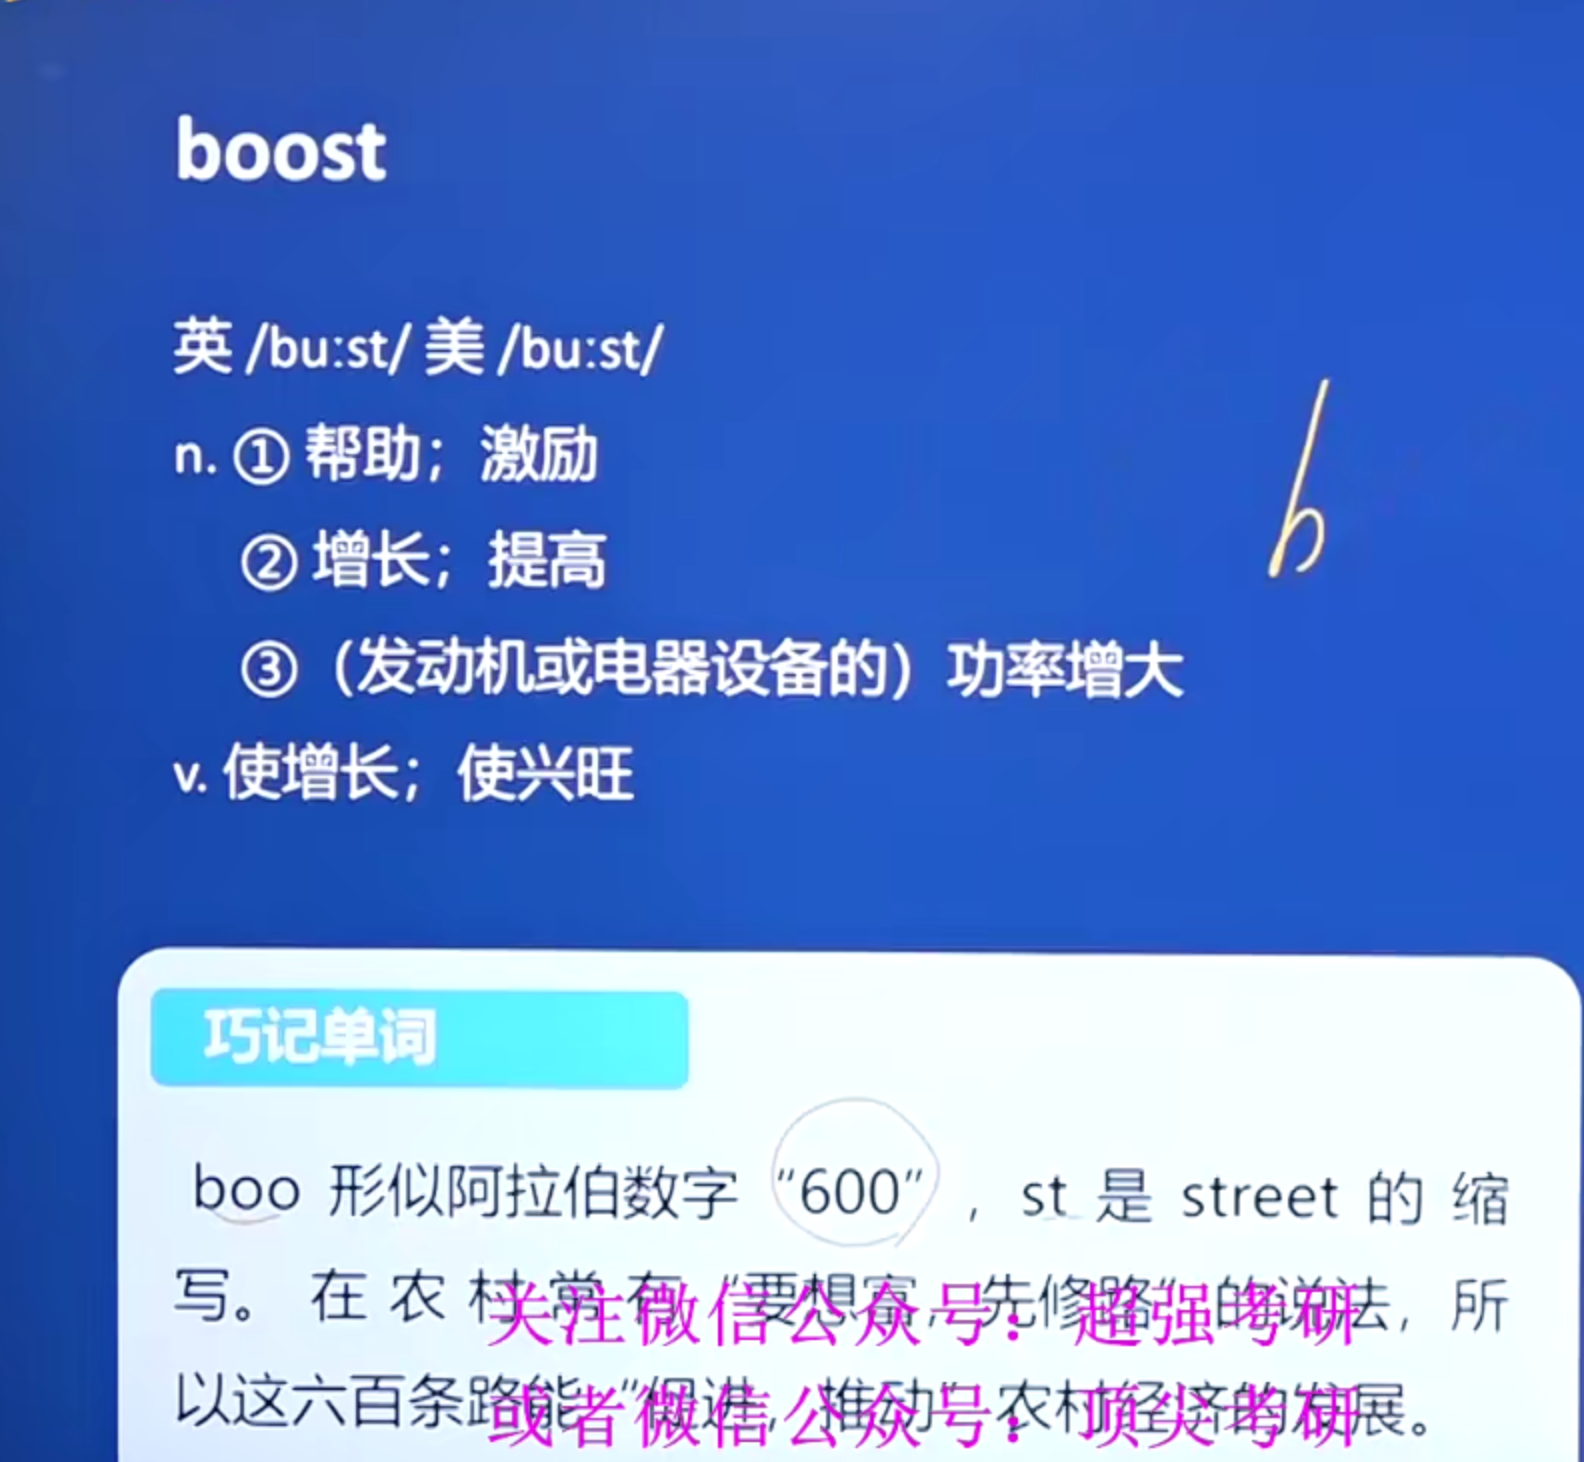 boost
英 /buːst/ 美 /buːst/
n. ① 帮助；激励
② 增长；提高
③（发动机或电器设备的）功率增大
v. 使增长；使兴旺
b
巧记单词
boo 形似阿拉伯数字 “600” ，st 是 street 的 缩
写。在 农 村 常 有 “要想富，先修路” 的说法，所
关注微信公众号：超强考研
以这六百条路能 “促进，推动” 农村经济的发展。
或者微信公众号：顶尖考研